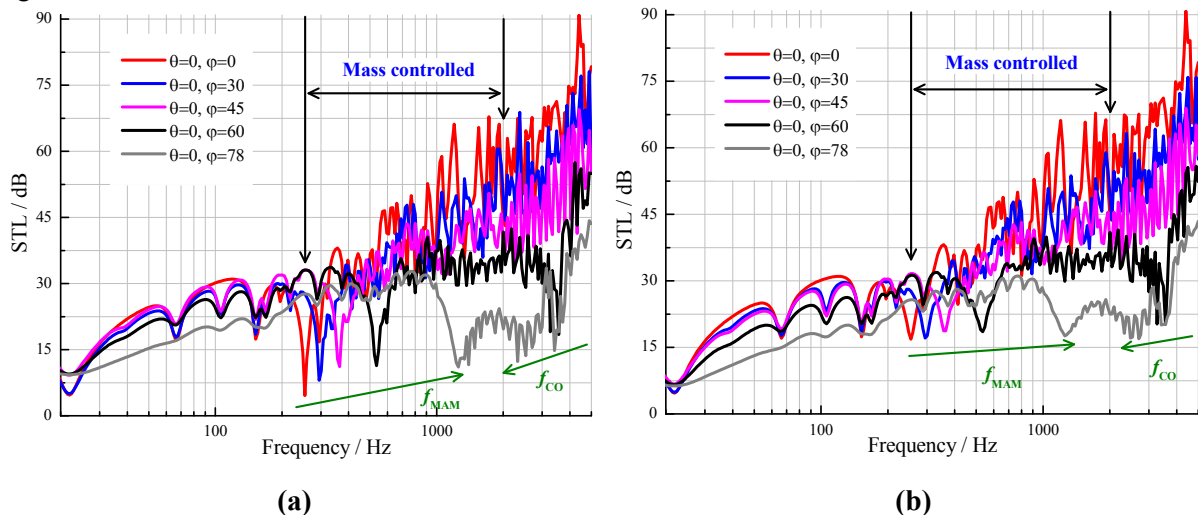 90
75
60
45
30
15
0
STL / dB
θ=0, φ=0
θ=0, φ=30
θ=0, φ=45
θ=0, φ=60
θ=0, φ=78
Mass controlled
fMAM
fCO
100
1000
Frequency / Hz
(a)
90
75
60
45
30
15
0
STL / dB
θ=0, φ=0
θ=0, φ=30
θ=0, φ=45
θ=0, φ=60
θ=0, φ=78
Mass controlled
fMAM
fCO
100
1000
Frequency / Hz
(b)